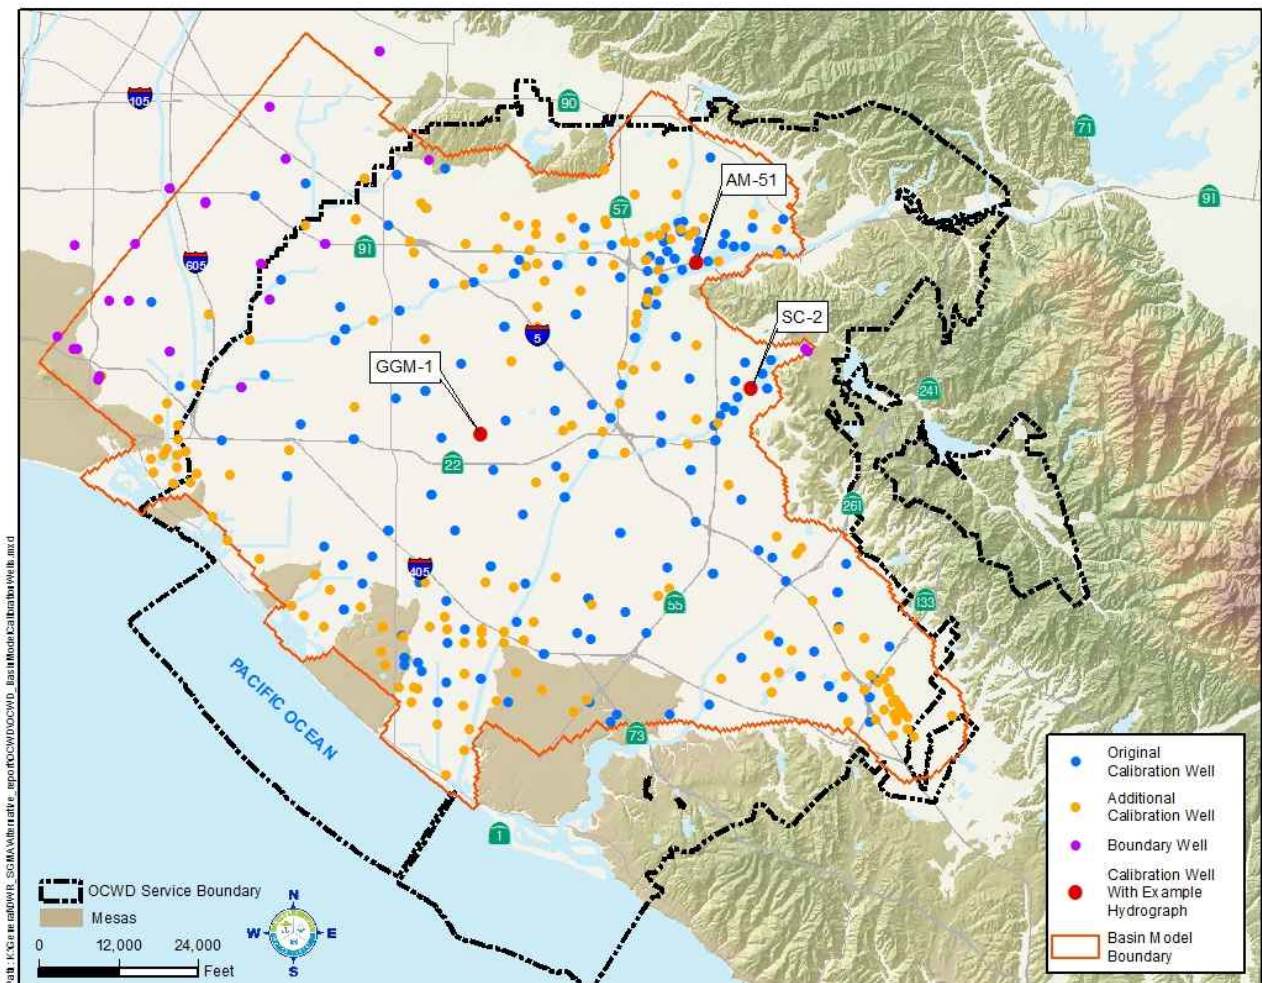 105
90
71
AM-51
57
91
91
605
SC-2
5
GGM-1
241
22
261
405
55
133
PACIFIC OCEAN
73
1
Original
Calibration Well
Additional
Calibration Well
Boundary Well
Calibration Well
With Example
Hydrograph
Basin Model
Boundary
OCWD Service Boundary
Mesas
0 12,000 24,000
Feet
N
W E
S